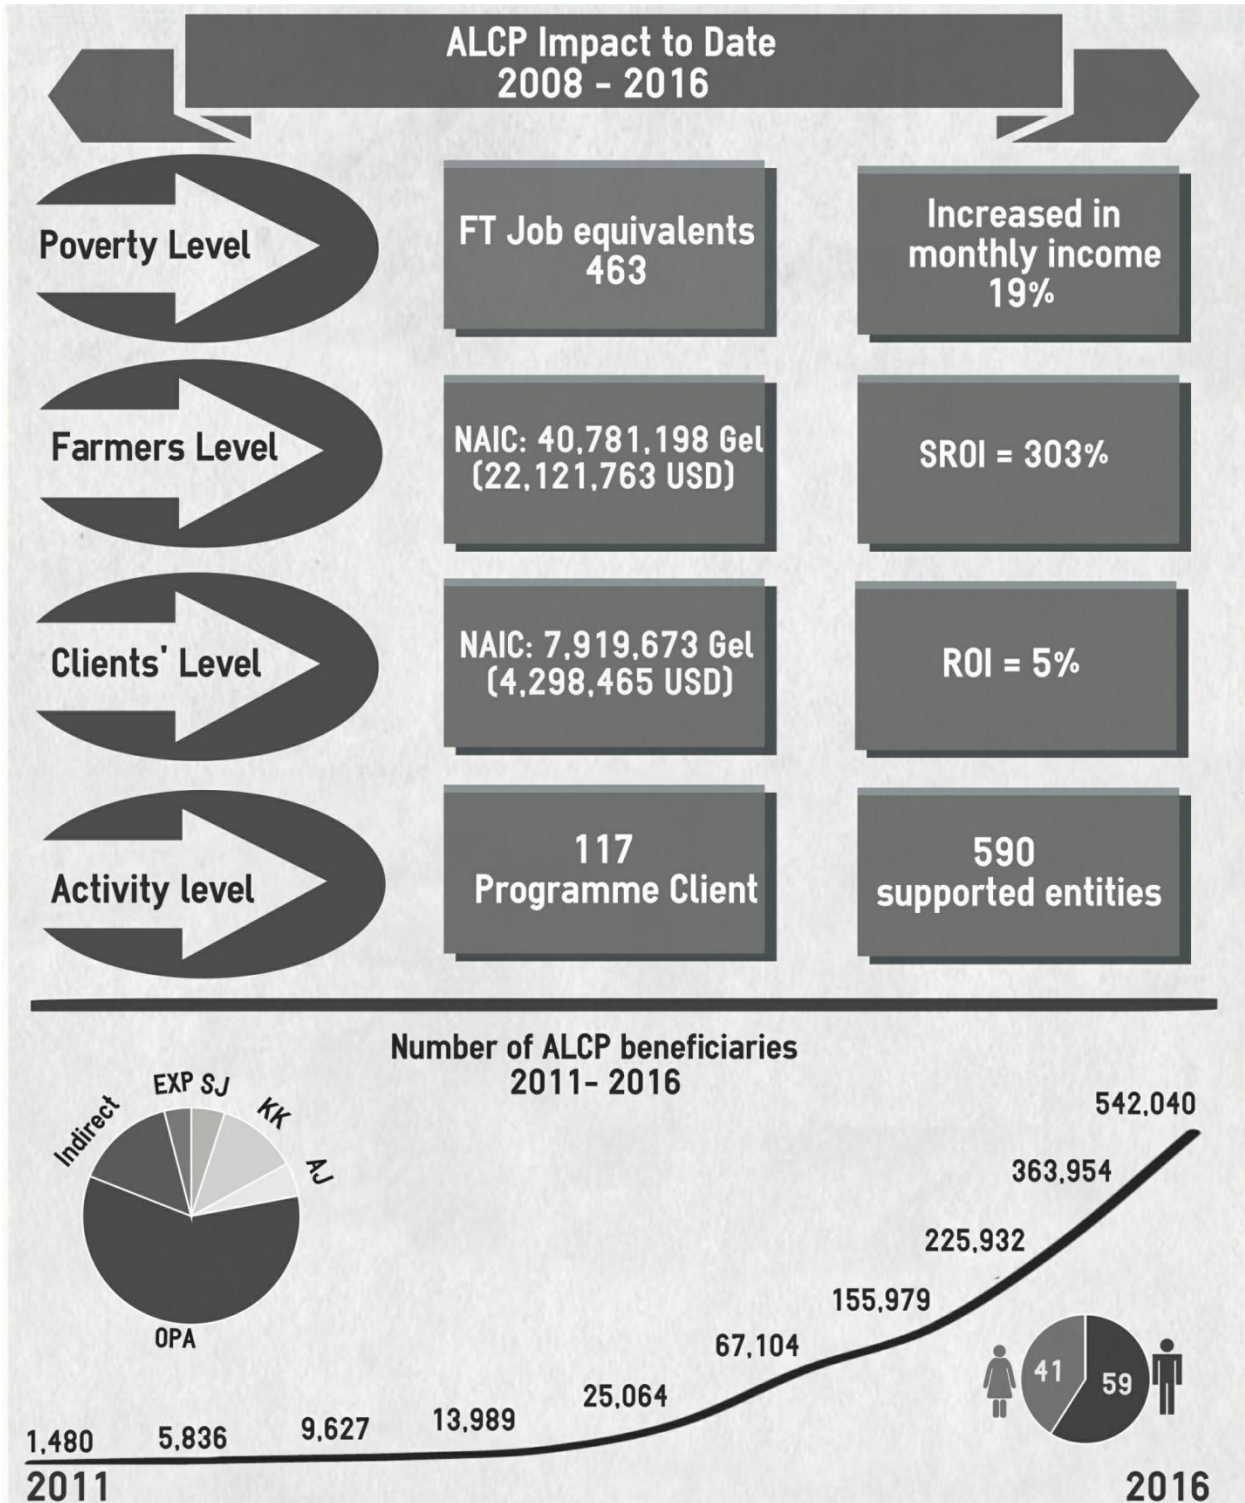 ALCP Impact to Date
2008 - 2016
Poverty Level
FT Job equivalents
463
Increased in
monthly income
19%
Farmers Level
NAIC: 40,781,198 Gel
(22,121,763 USD)
SROI = 303%
Clients' Level
NAIC: 7,919,673 Gel
(4,298,465 USD)
ROI = 5%
Activity level
117
Programme Client
590
supported entities
Number of ALCP beneficiaries
2011- 2016
Indirect
EXP
SJ
KK
AJ
OPA
1,480
5,836
9,627
13,989
25,064
67,104
155,979
225,932
363,954
542,040
41
59
2011
2016